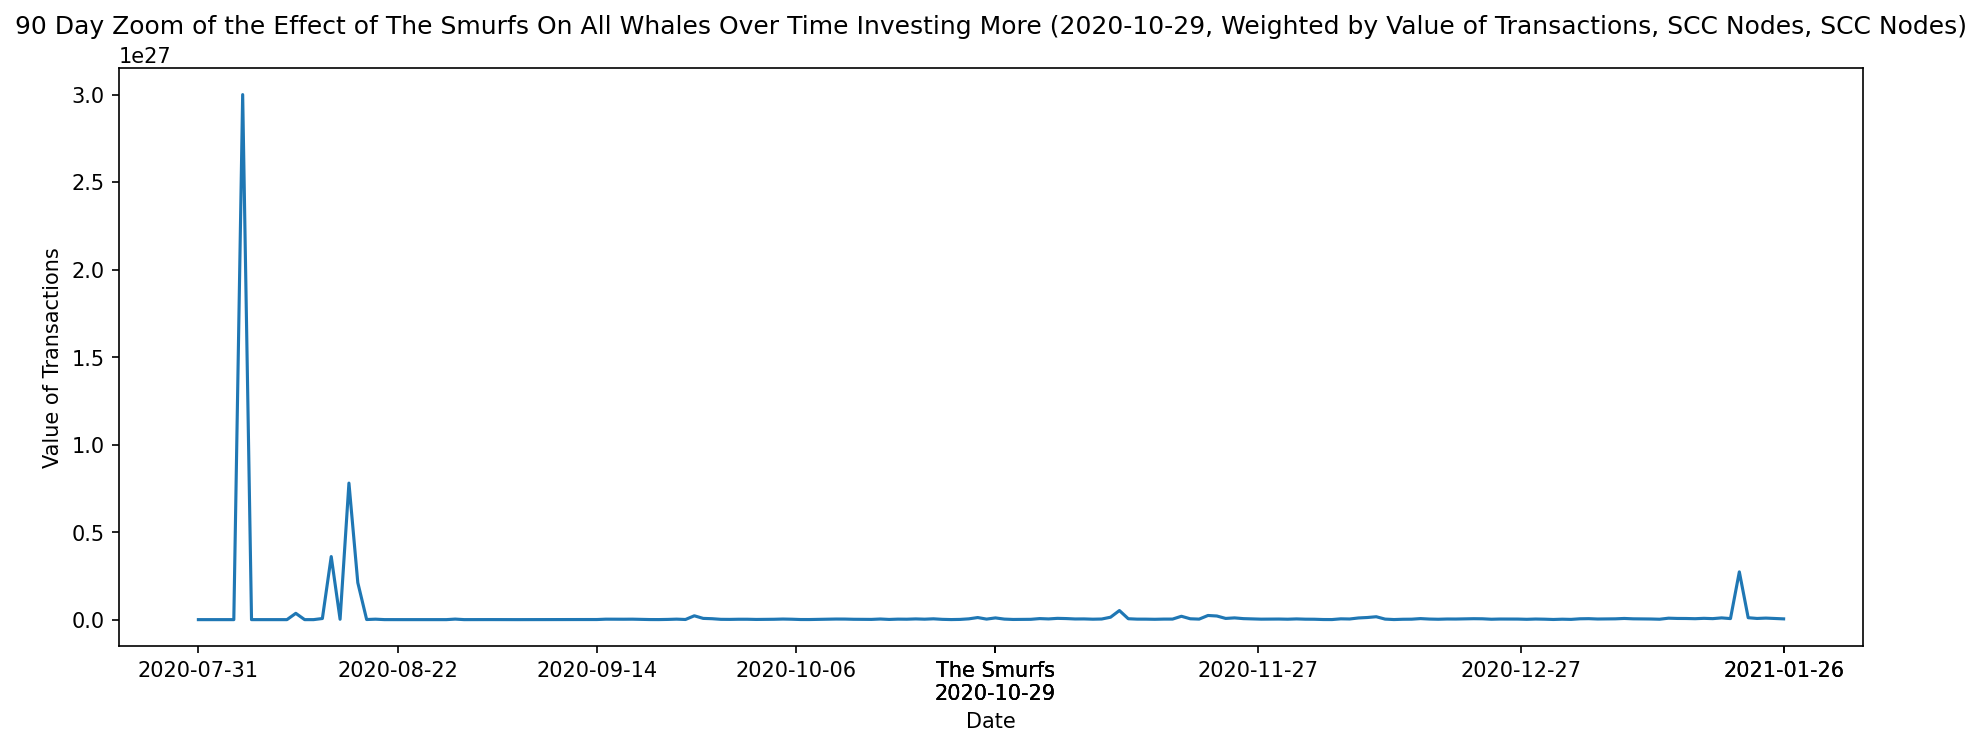 90 Day Zoom of the Effect of The Smurfs On All Whales Over Time Investing More (2020-10-29, Weighted by Value of Transactions, SCC Nodes, SCC Nodes)
1e27
3.0
2.5
2.0
1.5
1.0
0.5
0.0
Value of Transactions
2020-07-31 2020-08-22 2020-09-14 2020-10-06 The Smurfs 2020-11-27 2020-12-27 2021-01-26
2020-10-29
Date